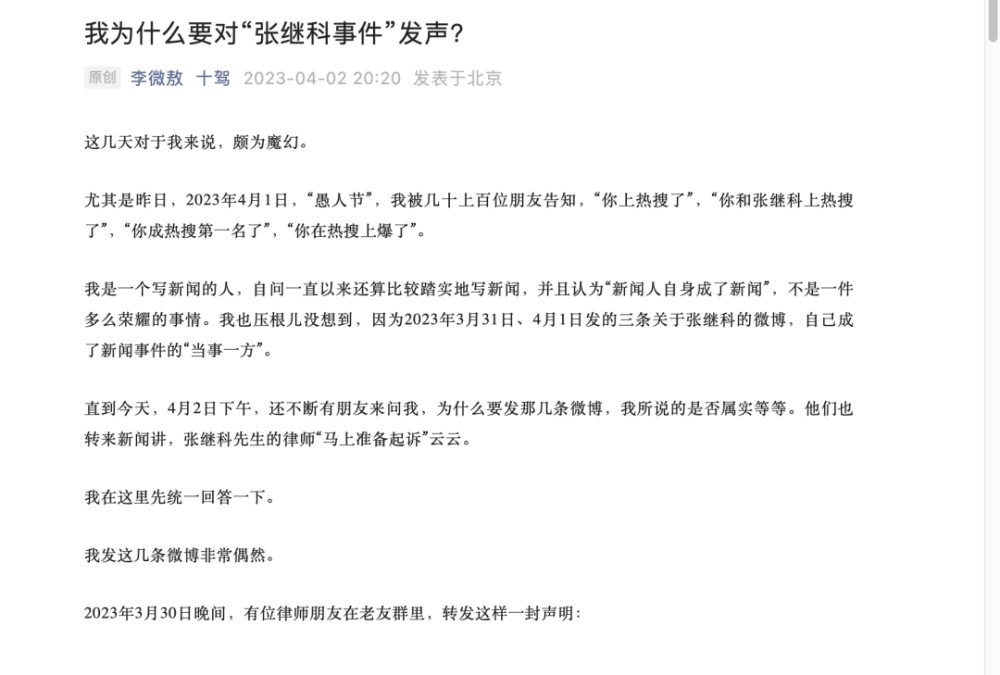 我为什么要对“张继科事件”发声？
原创 李微敖 十驾 2023-04-02 20:20 发表于北京
这几天对于我来说，颇为魔幻。
尤其是昨日，2023年4月1日，“愚人节”，我被几十上百位朋友告知，“你上热搜了”，“你和张继科上热搜
了”，“你成热搜第一名了”，“你在热搜上爆了”。
我是一个写新闻的人，自问一直以来还算比较踏实地写新闻，并且认为“新闻人自身成了新闻”，不是一件
多么荣耀的事情。我也压根儿没想到，因为2023年3月31日、4月1日发的三条关于张继科的微博，自己成
了新闻事件的“当事一方”。
直到今天，4月2日下午，还不断有朋友来问我，为什么要发那几条微博，我所说的是否属实等等。他们也
转来新闻讲，张继科先生的律师“马上准备起诉”云云。
我在这里先统一回答一下。
我发这几条微博非常偶然。
2023年3月30日晚间，有位律师朋友在老友群里，转发这样一封声明：